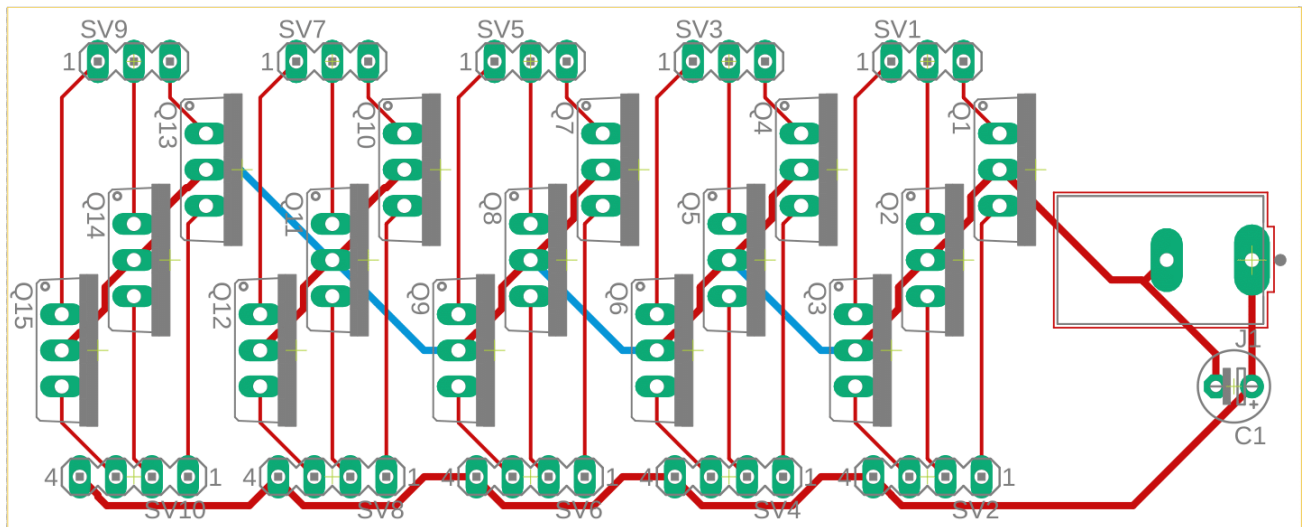 SV9 SV7 SV5 SV3 SV1
1 1 1 1 1
Q13 Q10 Q7 Q4 Q1
Q14 Q11 Q8 Q5 Q2
Q15 Q12 Q9 Q6 Q3
J1
+
C1
4 1 4 1 4 1 4 1 4 1
SV10 SV8 SV6 SV4 SV2